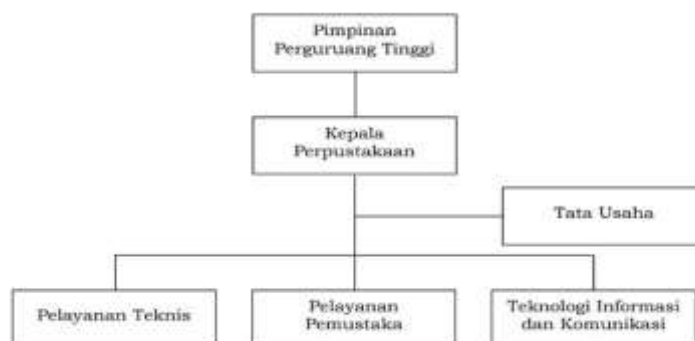 Pimpinan
Perguruang Tinggi
Kepala
Perpustakaan
Tata Usaha
Pelayanan Teknis
Pelayanan
Pemustaka
Teknologi Informasi
dan Komunikasi